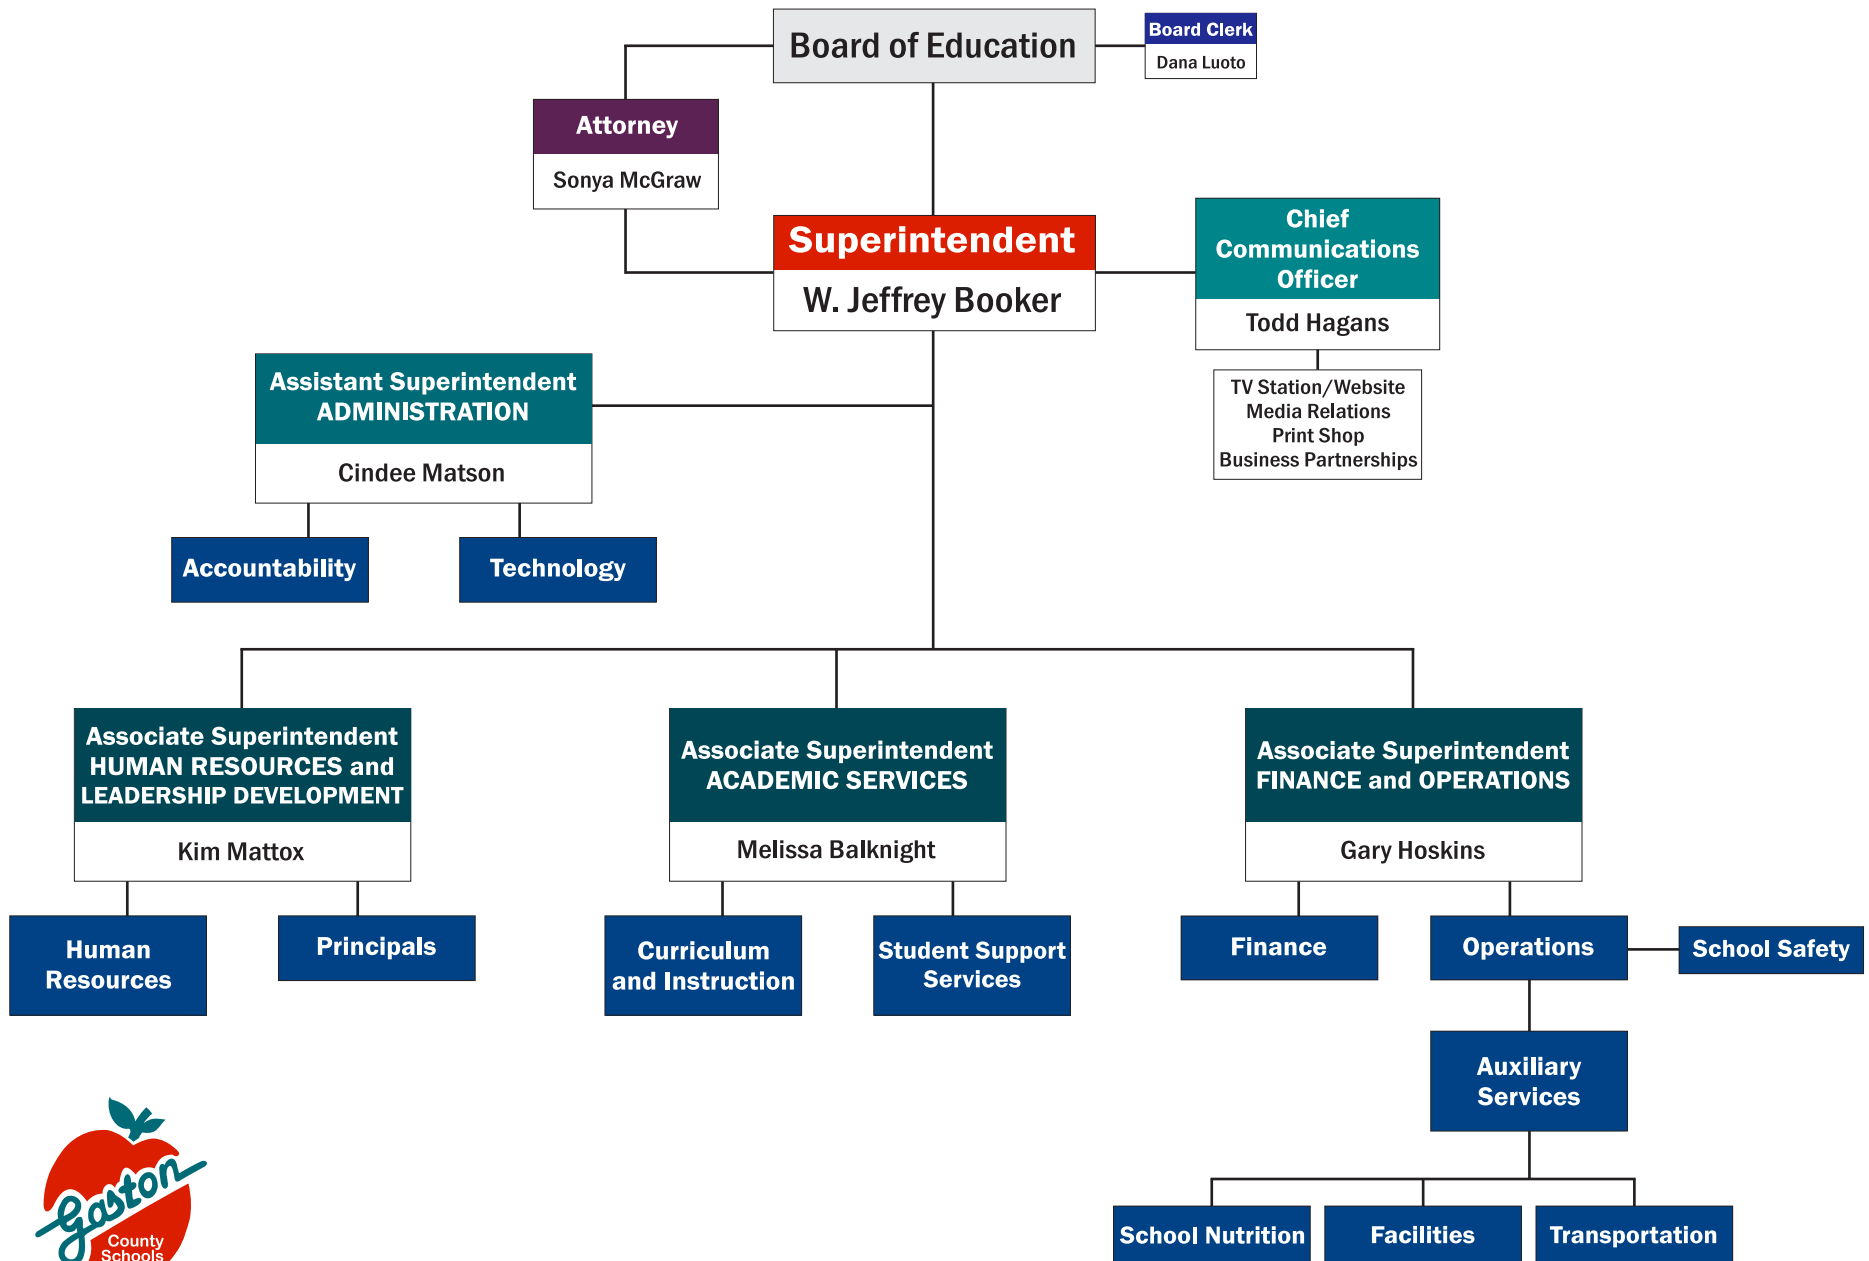 Board of Education
Board Clerk
Dana Luoto
Attorney
Sonya McGraw
Superintendent
W. Jeffrey Booker
Chief
Communications
Officer
Todd Hagans
TV Station/Website
Media Relations
Print Shop
Business Partnerships
Assistant Superintendent
ADMINISTRATION
Cindee Matson
Accountability
Technology
Associate Superintendent
HUMAN RESOURCES and
LEADERSHIP DEVELOPMENT
Kim Mattox
Associate Superintendent
ACADEMIC SERVICES
Melissa Balknight
Associate Superintendent
FINANCE and OPERATIONS
Gary Hoskins
Human
Resources
Principals
Curriculum
and Instruction
Student Support
Services
Finance
Operations
School Safety
Auxiliary
Services
School Nutrition
Facilities
Transportation
Gaston
County
Schools